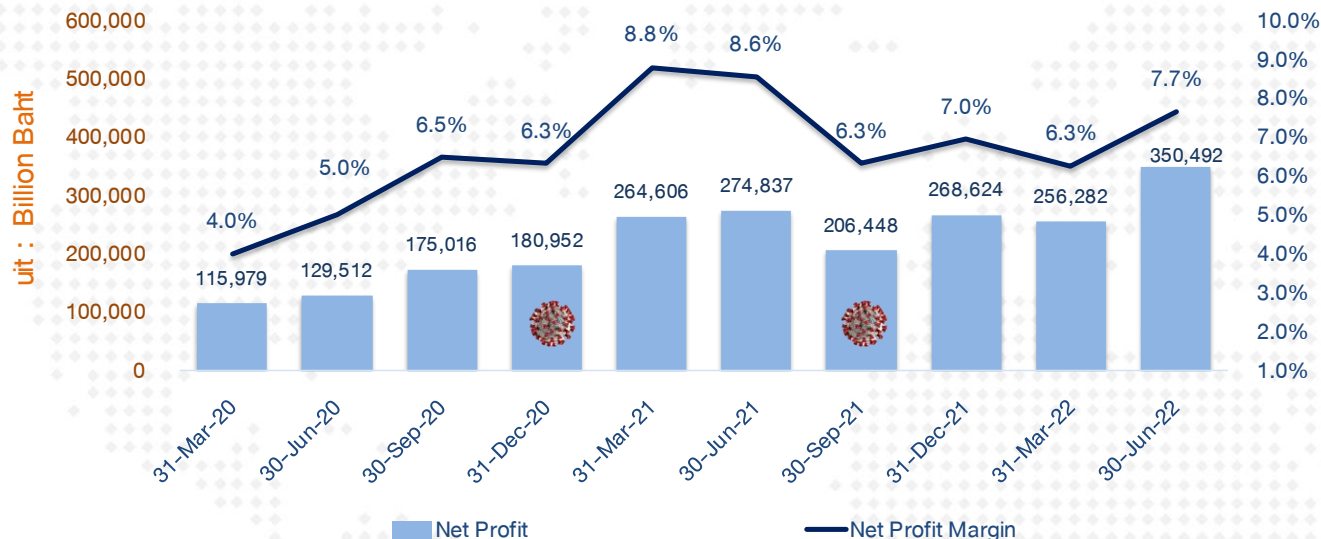 600,000
500,000
400,000
300,000
200,000
100,000
0
uit : Billion Baht
10.0%
9.0%
8.0%
7.0%
6.0%
5.0%
4.0%
3.0%
2.0%
1.0%
4.0%
5.0%
6.5%
6.3%
8.8%
8.6%
6.3%
7.0%
6.3%
7.7%
115,979
129,512
175,016
180,952
264,606
274,837
206,448
268,624
256,282
350,492
31-Mar-20
30-Jun-20
30-Sep-20
31-Dec-20
31-Mar-21
30-Jun-21
30-Sep-21
31-Dec-21
31-Mar-22
30-Jun-22
Net Profit
Net Profit Margin